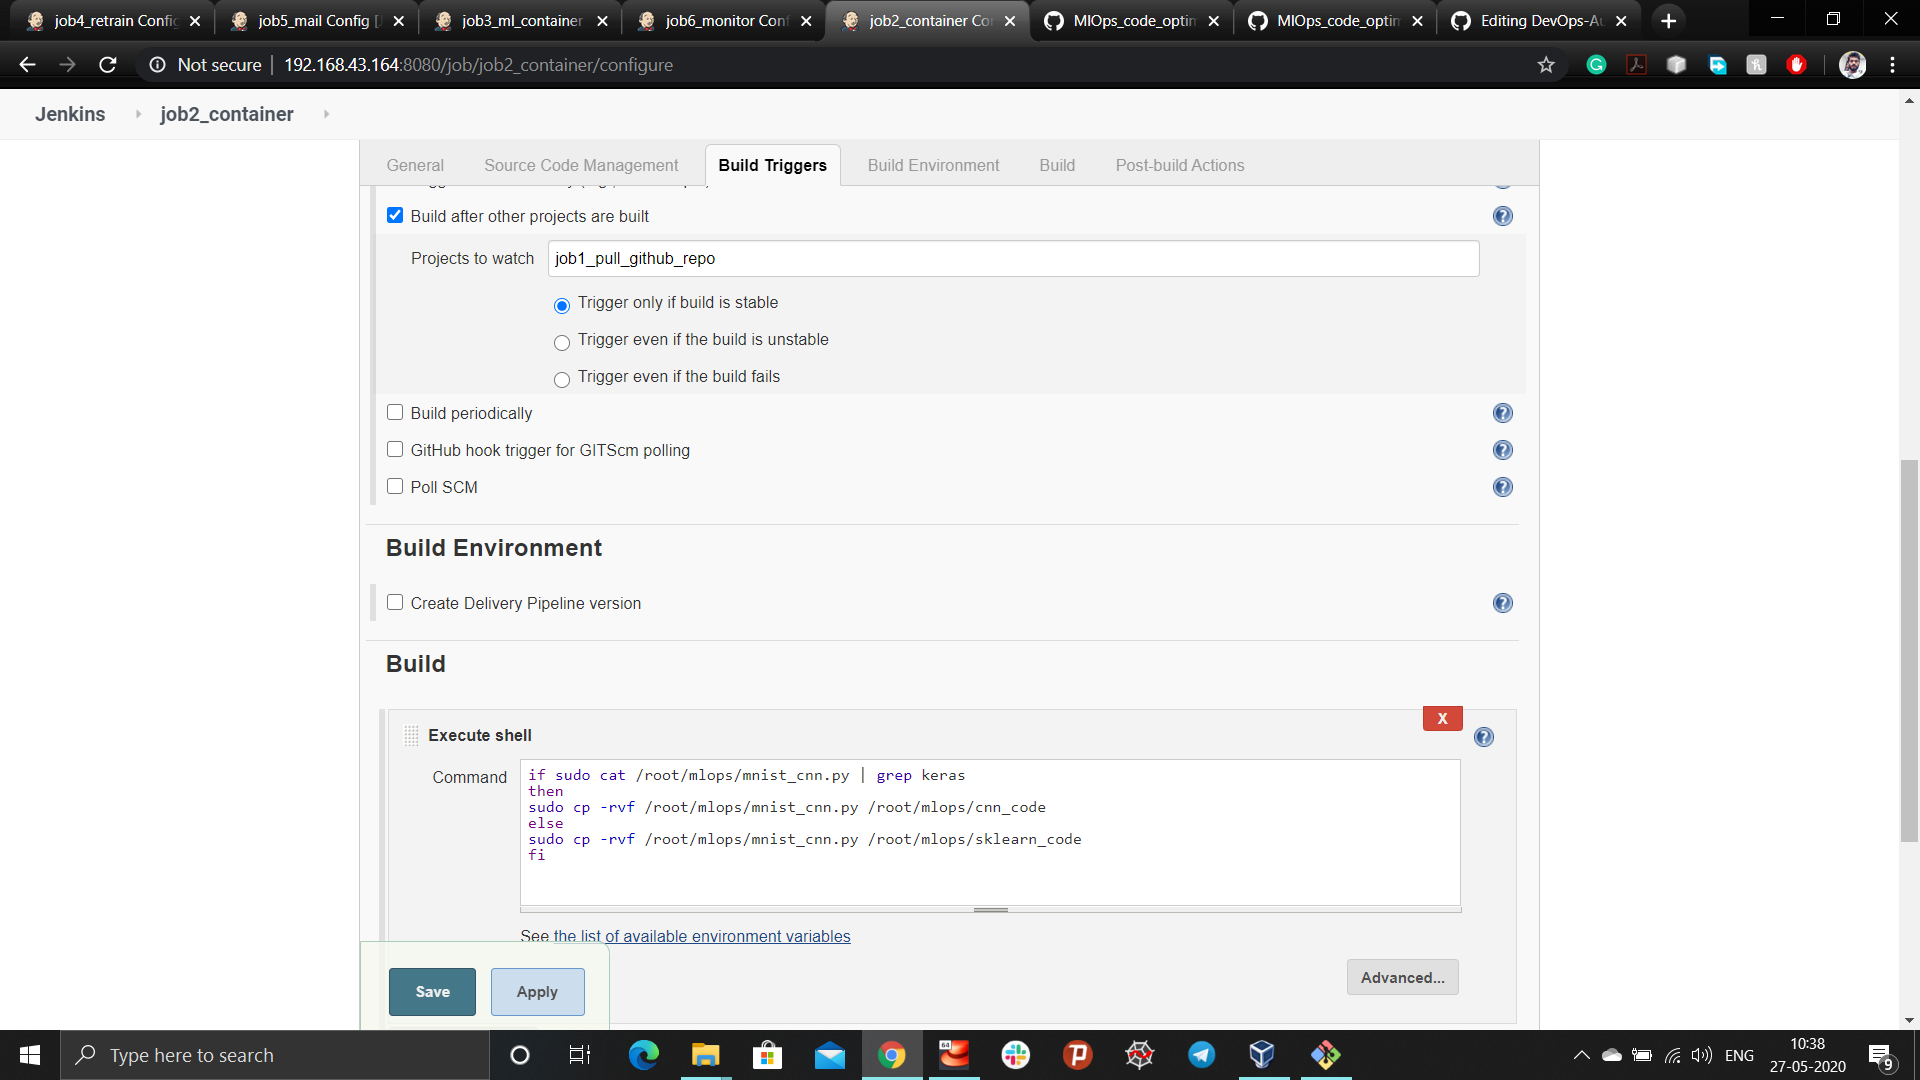 job4_retrain Config
job5_mail Config [J
job3_ml_container
job6_monitor Conf
job2_container Con
MlOps_code_optim
MlOps_code_optim
Editing DevOps-Au
Not secure
192.168.43.164:8080/job/job2_container/configure
Jenkins
job2_container
General
Source Code Management
Build Triggers
Build Environment
Build
Post-build Actions
Build after other projects are built
Projects to watch
job1_pull_github_repo
Trigger only if build is stable
Trigger even if the build is unstable
Trigger even if the build fails
Build periodically
GitHub hook trigger for GITScm polling
Poll SCM
Build Environment
Create Delivery Pipeline version
Build
X
Execute shell
Command
if sudo cat /root/mlops/mnist_cnn.py | grep keras
then
sudo cp -rvf /root/mlops/mnist_cnn.py /root/mlops/cnn_code
else
sudo cp -rvf /root/mlops/mnist_cnn.py /root/mlops/sklearn_code
fi
See the list of available environment variables
Advanced...
Save
Apply
Type here to search
64
ENG
10:38
27-05-2020
9